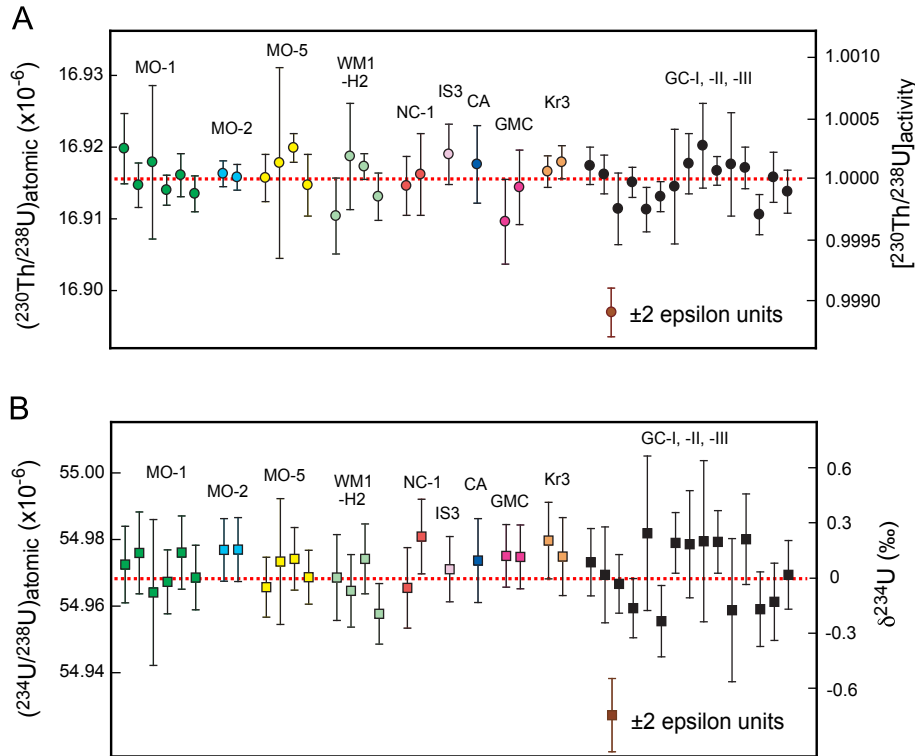 A
(²³⁰Th/²³⁸U)atomic (x10⁻⁶)
16.93
16.92
16.91
16.90
MO-1
MO-2
MO-5
WM1
-H2
NC-1
IS3
CA
GMC
Kr3
GC-I, -II, -III
1.0010
1.0005
1.0000
0.9995
0.9990
[²³⁰Th/²³⁸U]activity
±2 epsilon units
B
(²³⁴U/²³⁸U)atomic (x10⁻⁶)
55.00
54.98
54.96
54.94
MO-1
MO-2
MO-5
WM1
-H2
NC-1
IS3
CA
GMC
Kr3
GC-I, -II, -III
0.6
0.3
0
-0.3
-0.6
δ²³⁴U (‰)
±2 epsilon units